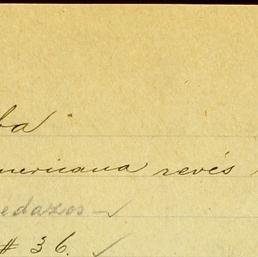 ba
mericana revés
edazos – ✓
# 36. ✓